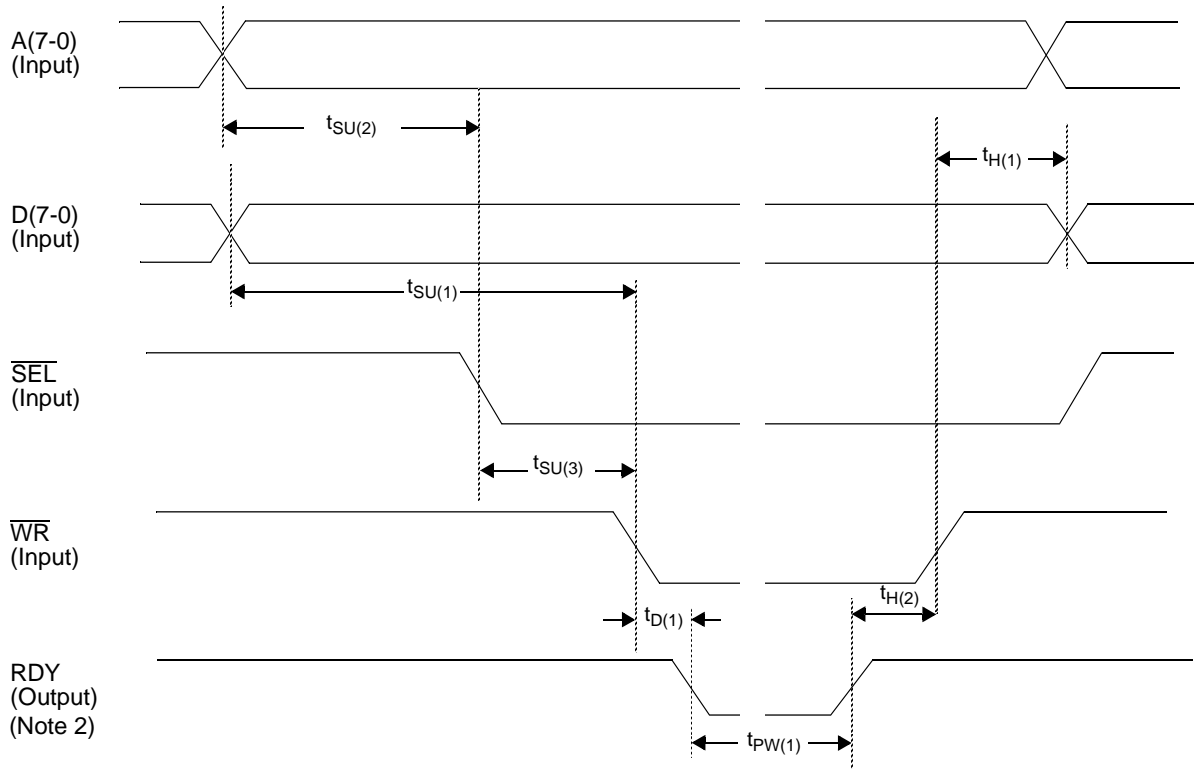 A(7-0)
(Input)
tSU(2)
tH(1)
D(7-0)
(Input)
tSU(1)
SEL
(Input)
tSU(3)
WR
(Input)
tH(2)
tD(1)
RDY
(Output)
(Note 2)
tPW(1)